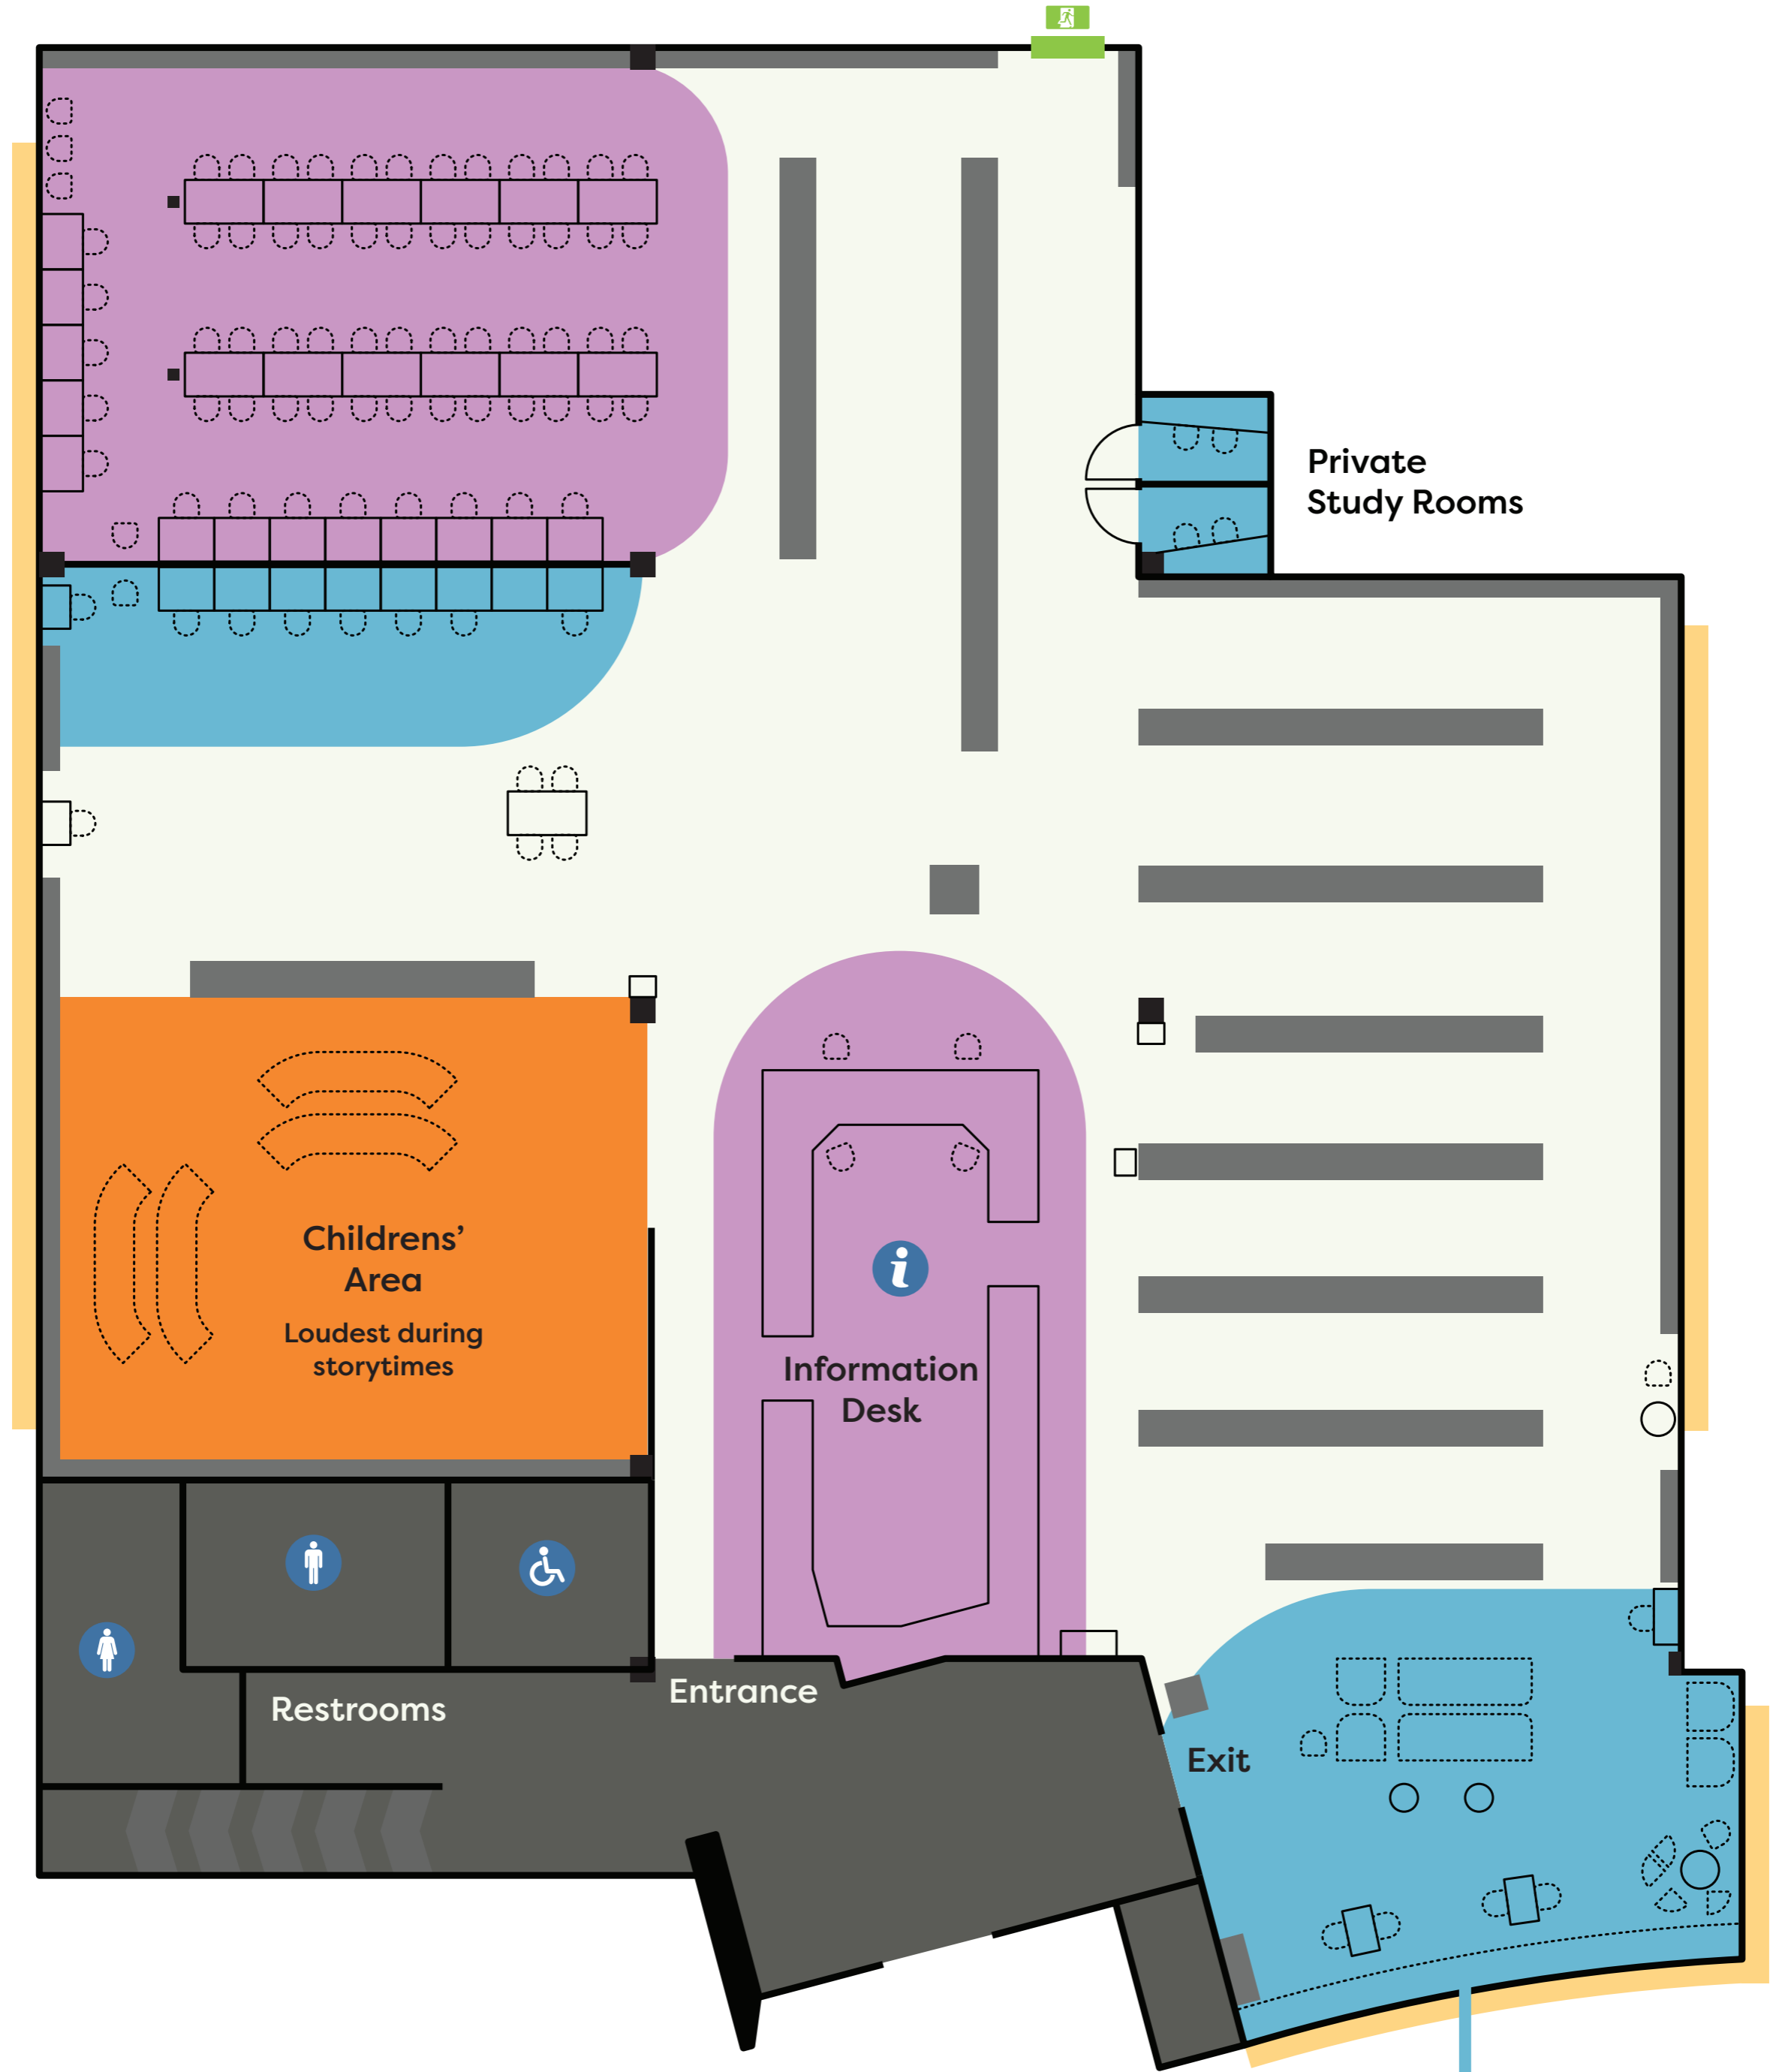 Private
Study Rooms
Childrens’
Area
Loudest during
storytimes
Information
Desk
Entrance
Restrooms
Exit